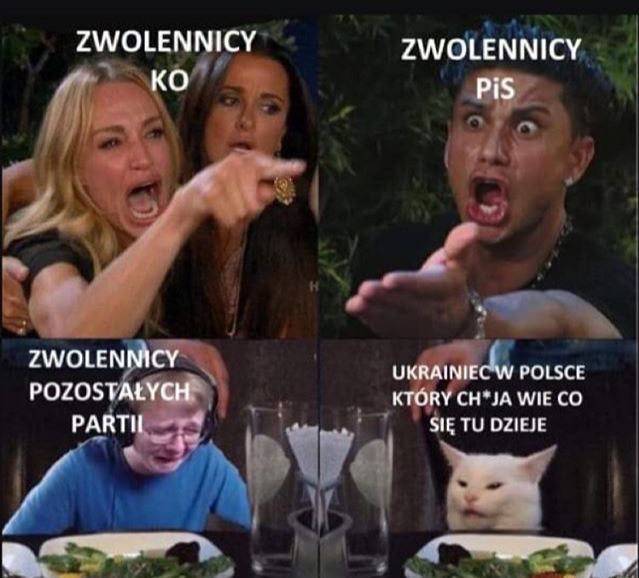 ZWOLENNICY
KO
ZWOLENNICY
PiS
ZWOLENNICY
POZOSTAŁYCH
PARTII
UKRAINIEC W POLSCE
KTÓRY CH*JA WIE CO
SIĘ TU DZIEJE